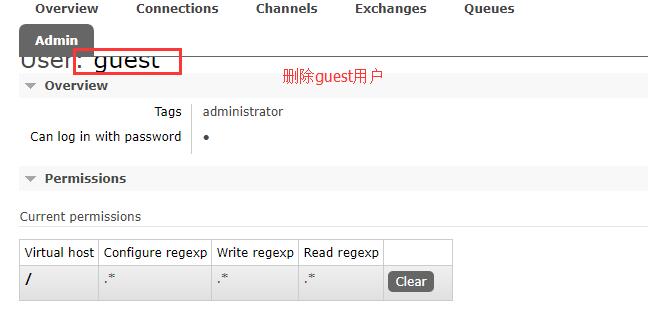 Overview Connections Channels Exchanges Queues
Admin
User: guest
删除guest用户
Overview
Tags administrator
Can log in with password ●
Permissions
Current permissions
Virtual host Configure regexp Write regexp Read regexp
/ .* .* .* Clear